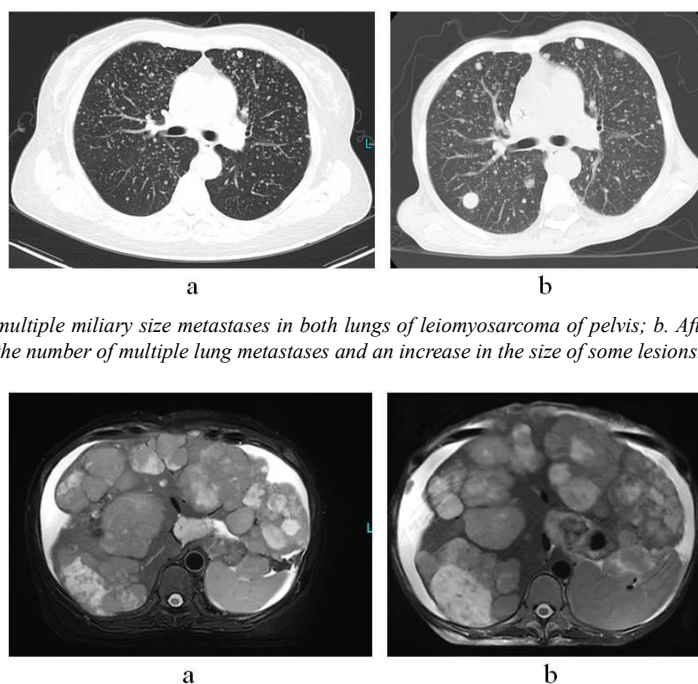 L
a b
multiple miliary size metastases in both lungs of leiomyosarcoma of pelvis; b. Af
the number of multiple lung metastases and an increase in the size of some lesions
L
a b